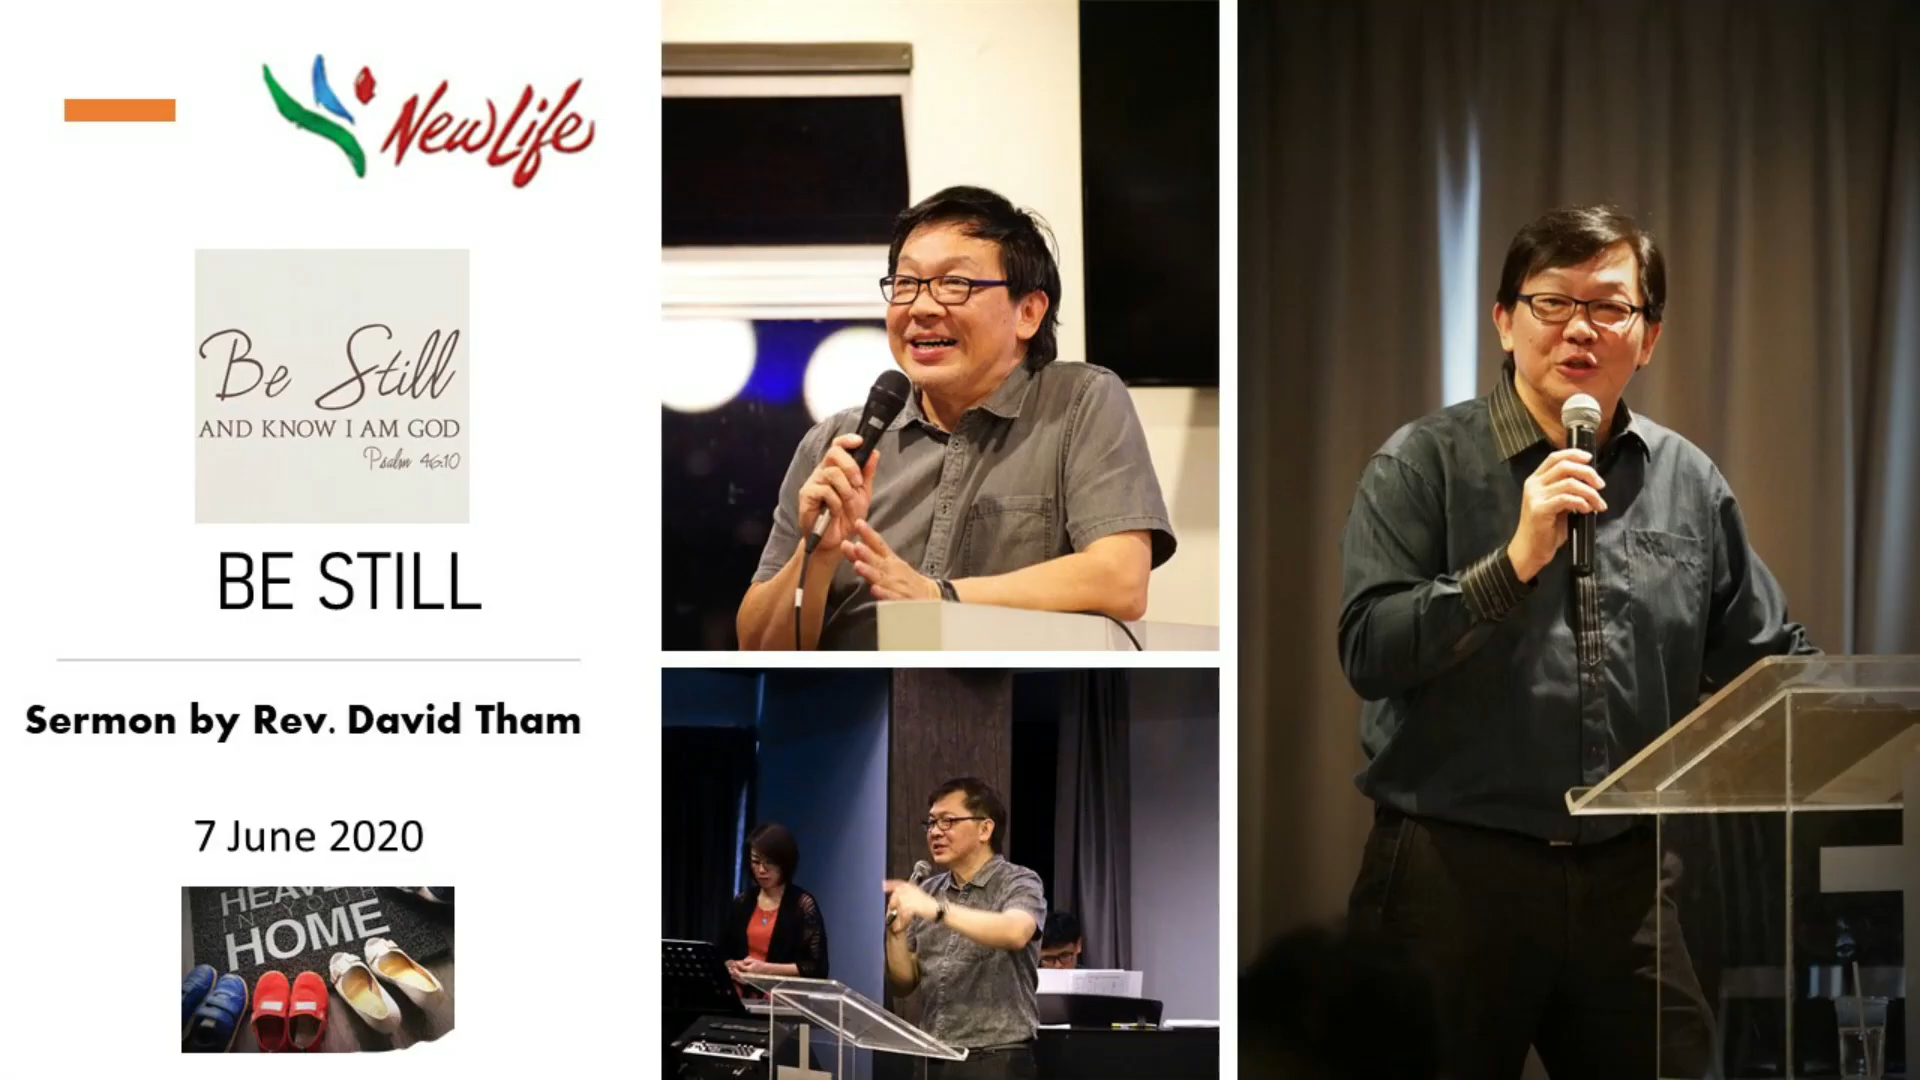 NewLife
Be Still
AND KNOW I AM GOD
Psalm 46:10
BE STILL
Sermon by Rev. David Tham
7 June 2020
HOME